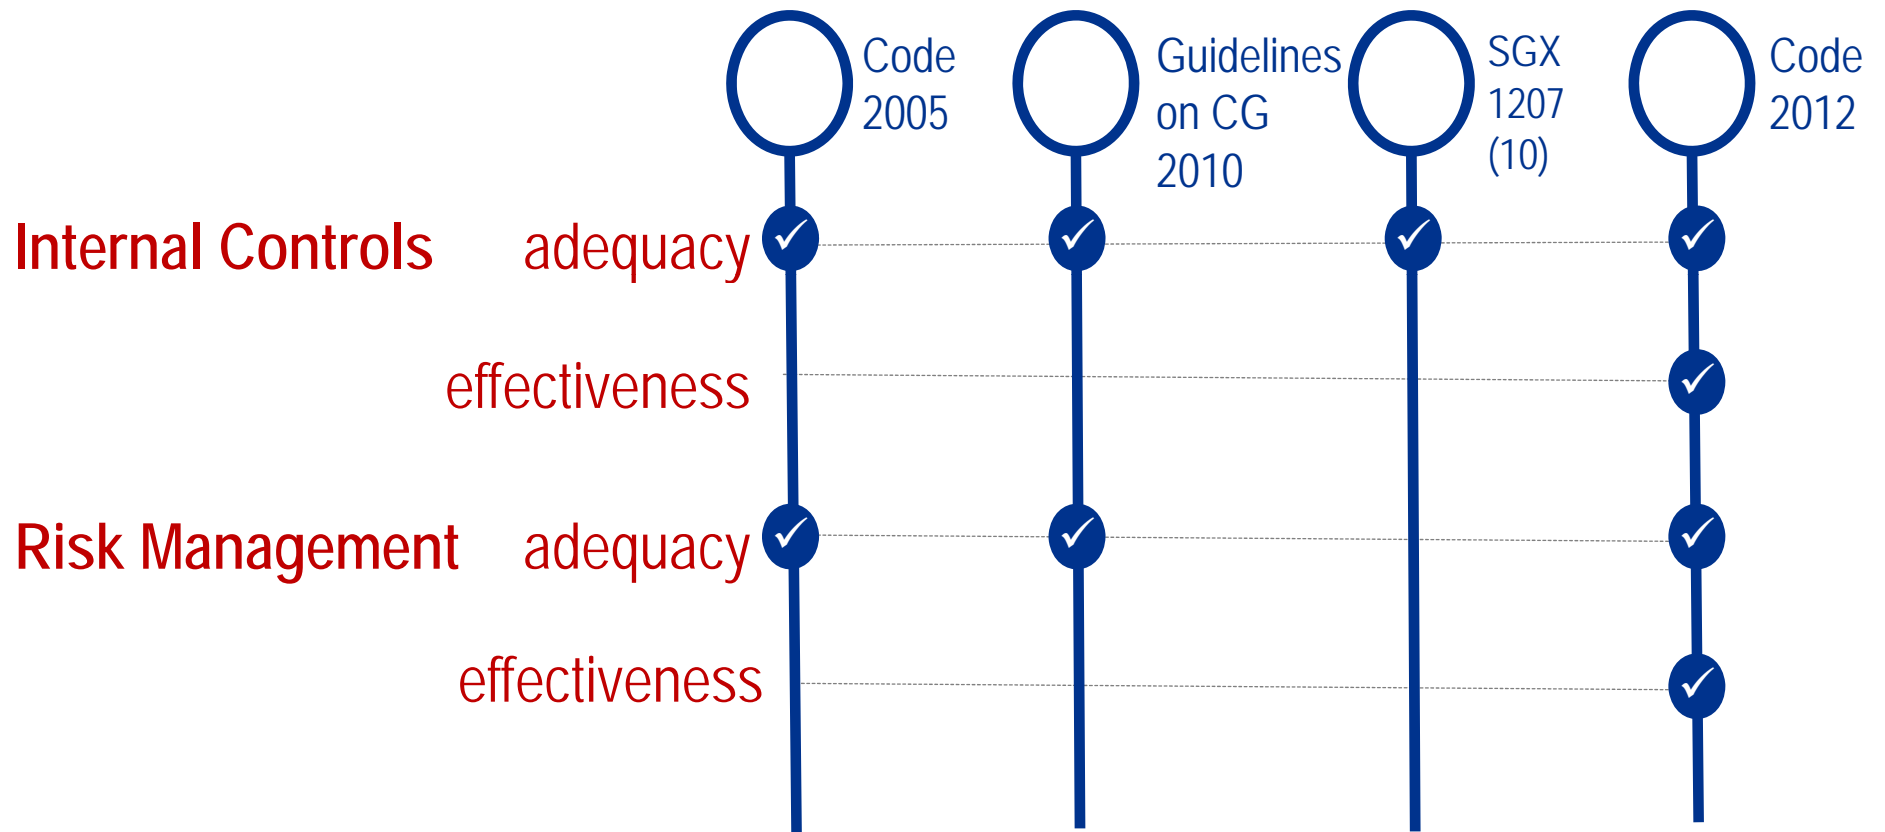 Code
2005
Guidelines
on CG
2010
SGX
1207
(10)
Code
2012
Internal Controls adequacy
effectiveness
Risk Management adequacy
effectiveness